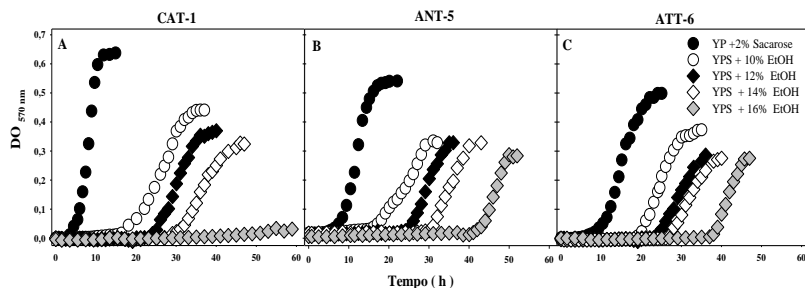 CAT-1
ANT-5
ATT-6
A
B
C
YP +2% Sacarose
YPS + 10% EtOH
YPS + 12% EtOH
YPS + 14% EtOH
YPS + 16% EtOH
DO 570 nm
0,7
0,6
0,5
0,4
0,3
0,2
0,1
0,0
0 10 20 30 40 50 60
0 10 20 30 40 50 60
0 10 20 30 40 50 60
Tempo ( h )